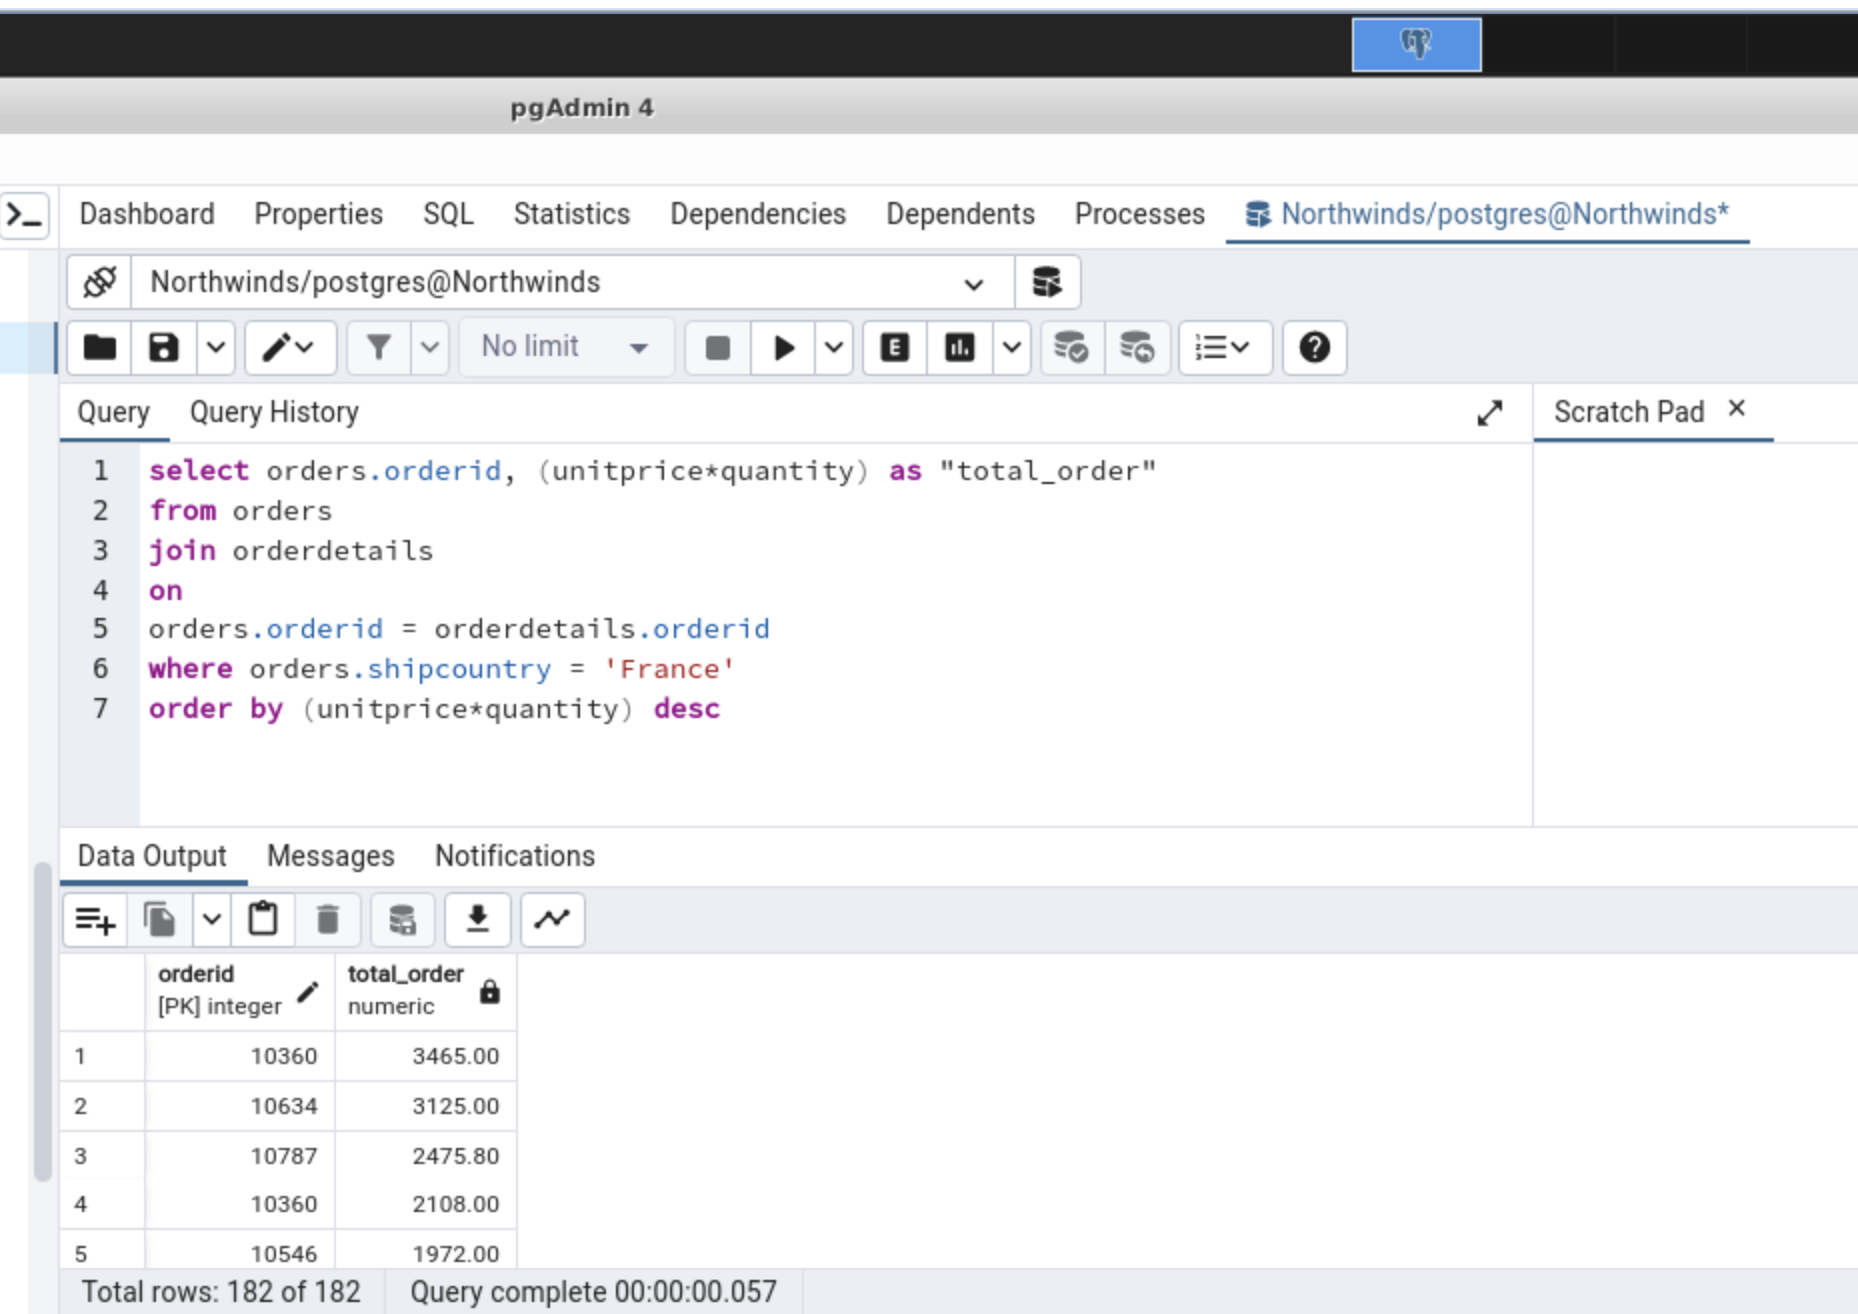 pgAdmin 4
Dashboard Properties SQL Statistics Dependencies Dependents Processes Northwinds/postgres@Northwinds*
Northwinds/postgres@Northwinds
No limit
E
Query Query History Scratch Pad
1 select orders.orderid, (unitprice*quantity) as "total_order"
2 from orders
3 join orderdetails
4 on
5 orders.orderid = orderdetails.orderid
6 where orders.shipcountry = 'France'
7 order by (unitprice*quantity) desc
Data Output Messages Notifications
orderid total_order
[PK] integer numeric
1 10360 3465.00
2 10634 3125.00
3 10787 2475.80
4 10360 2108.00
5 10546 1972.00
Total rows: 182 of 182 Query complete 00:00:00.057